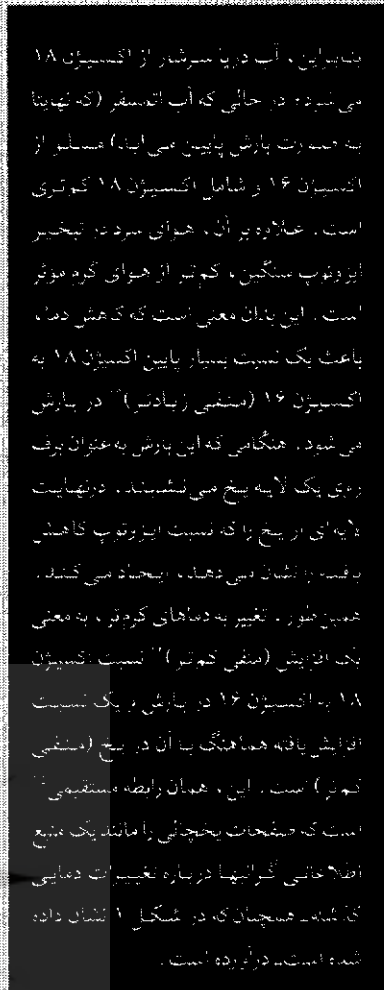 بنابراین، آب دریا سرشار از اکسیژن ۱۸
می‌شود، در حالی که آب اتمسفر (که نهایتا
به صورت بارش پایین می‌آید) مملو از
اکسیژن ۱۶ و شامل اکسیژن ۱۸ کم‌تری
است. علاوه بر آن، هوای سرد در تبخیر
ایزوتوپ سنگین، کم‌تر از هوای گرم مؤثر
است. این بدان معنی است که کاهش دما،
باعث یک نسبت بسیار پایین اکسیژن ۱۸ به
اکسیژن ۱۶ (منفی زیادتر) در بارش
می‌شود. هنگامی که این بارش به عنوان برف
روی یک لایه یخ می‌نشیند، درنهایت
لایه‌ای از یخ را که نسبت ایزوتوپ کاهش
یافته را نشان می‌دهد، ایجاد می‌کند.
همین‌طور، تغییر به دماهای گرم‌تر، به معنی
یک افزایش (منفی کم‌تر) نسبت اکسیژن
۱۸ به اکسیژن ۱۶ در بارش و یک نسبت
افزایش یافته هماهنگ با آن در یخ (منفی
کم‌تر) است. این، همان رابطه مستقیمی
است که صفحات یخچالی را مانند یک منبع
اطلاعاتی گرانبها درباره تغییرات دمایی
گذشته ـ همچنان که در شکل ۱ نشان داده
شده است ـ درآورده است.